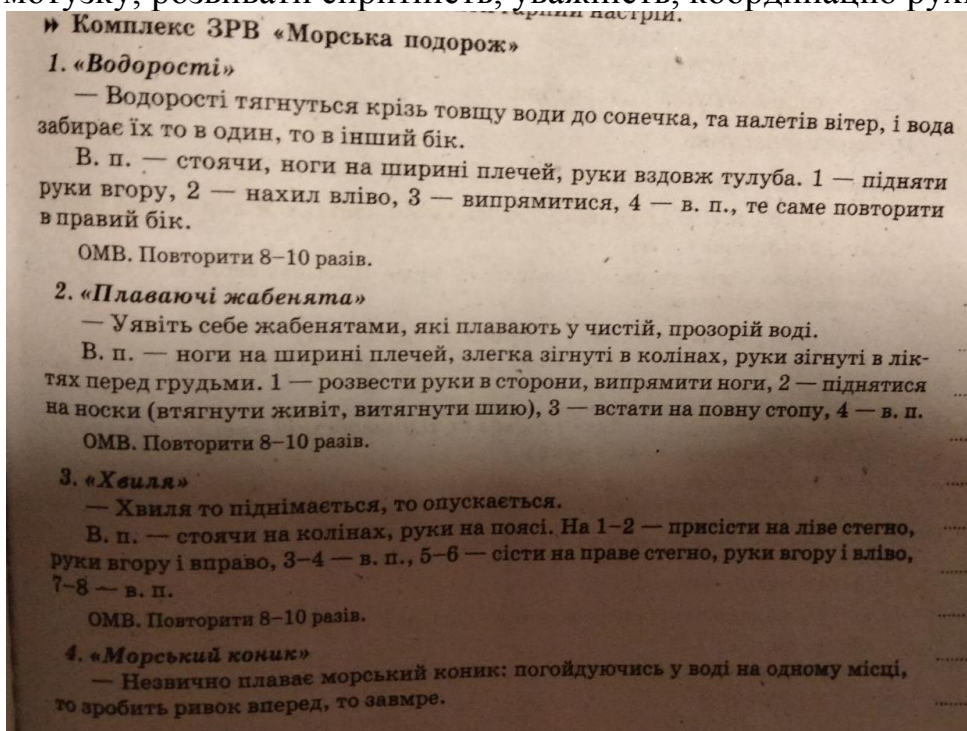 мотузку, розвивати спритність, уважність, координацію
настрій.
» Комплекс ЗРВ «Морська подорож»
1. «Водорості»
— Водорості тягнуться крізь товщу води до сонечка, та налетів вітер, і вода
забирає їх то в один, то в інший бік.
В. п. — стоячи, ноги на ширині плечей, руки вздовж тулуба. 1 — підняти
руки вгору, 2 — нахил вліво, 3 — випрямитися, 4 — в. п., те саме повторити
в правий бік.
ОМВ. Повторити 8–10 разів.
2. «Плаваючі жабенята»
— Уявіть себе жабенятами, які плавають у чистій, прозорій воді.
В. п. — ноги на ширині плечей, злегка зігнуті в колінах, руки зігнуті в лік-
тях перед грудьми. 1 — розвести руки в сторони, випрямити ноги, 2 — піднятися
на носки (втягнути живіт, витягнути шию), 3 — встати на повну стопу, 4 — в. п.
ОМВ. Повторити 8–10 разів.
3. «Хвиля»
— Хвиля то піднімається, то опускається.
В. п. — стоячи на колінах, руки на поясі. На 1–2 — присісти на ліве стегно,
руки вгору і вправо, 3–4 — в. п., 5–6 — сісти на праве стегно, руки вгору і вліво,
7–8 — в. п.
ОМВ. Повторити 8–10 разів.
4. «Морський коник»
— Незвично плаває морський коник: погойдуючись у воді на одному місці,
то зробить ривок вперед, то завмре.